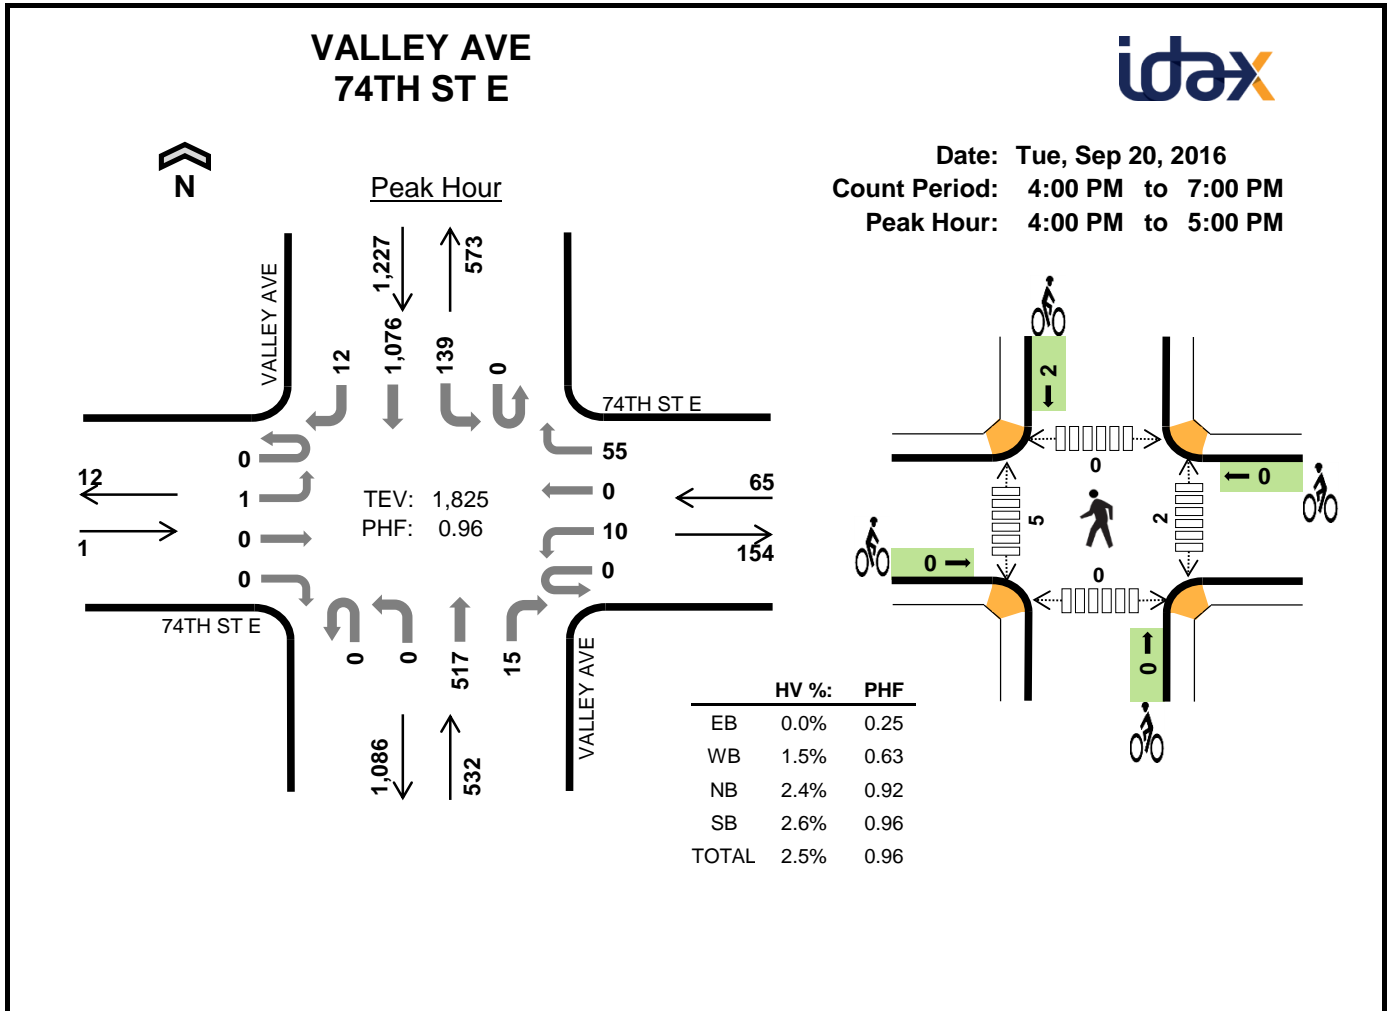 VALLEY AVE
74TH ST E
idax
N
Peak Hour
Date: Tue, Sep 20, 2016
Count Period: 4:00 PM to 7:00 PM
Peak Hour: 4:00 PM to 5:00 PM
1,227
573
VALLEY AVE
12
1,076
139
0
74TH ST E
0
1
0
0
12
1
TEV: 1,825
PHF: 0.96
55
0
10
0
65
154
74TH ST E
0
0
517
15
VALLEY AVE
1,086
532
2
0
0
5
2
0
0
0
HV %: PHF
EB 0.0% 0.25
WB 1.5% 0.63
NB 2.4% 0.92
SB 2.6% 0.96
TOTAL 2.5% 0.96